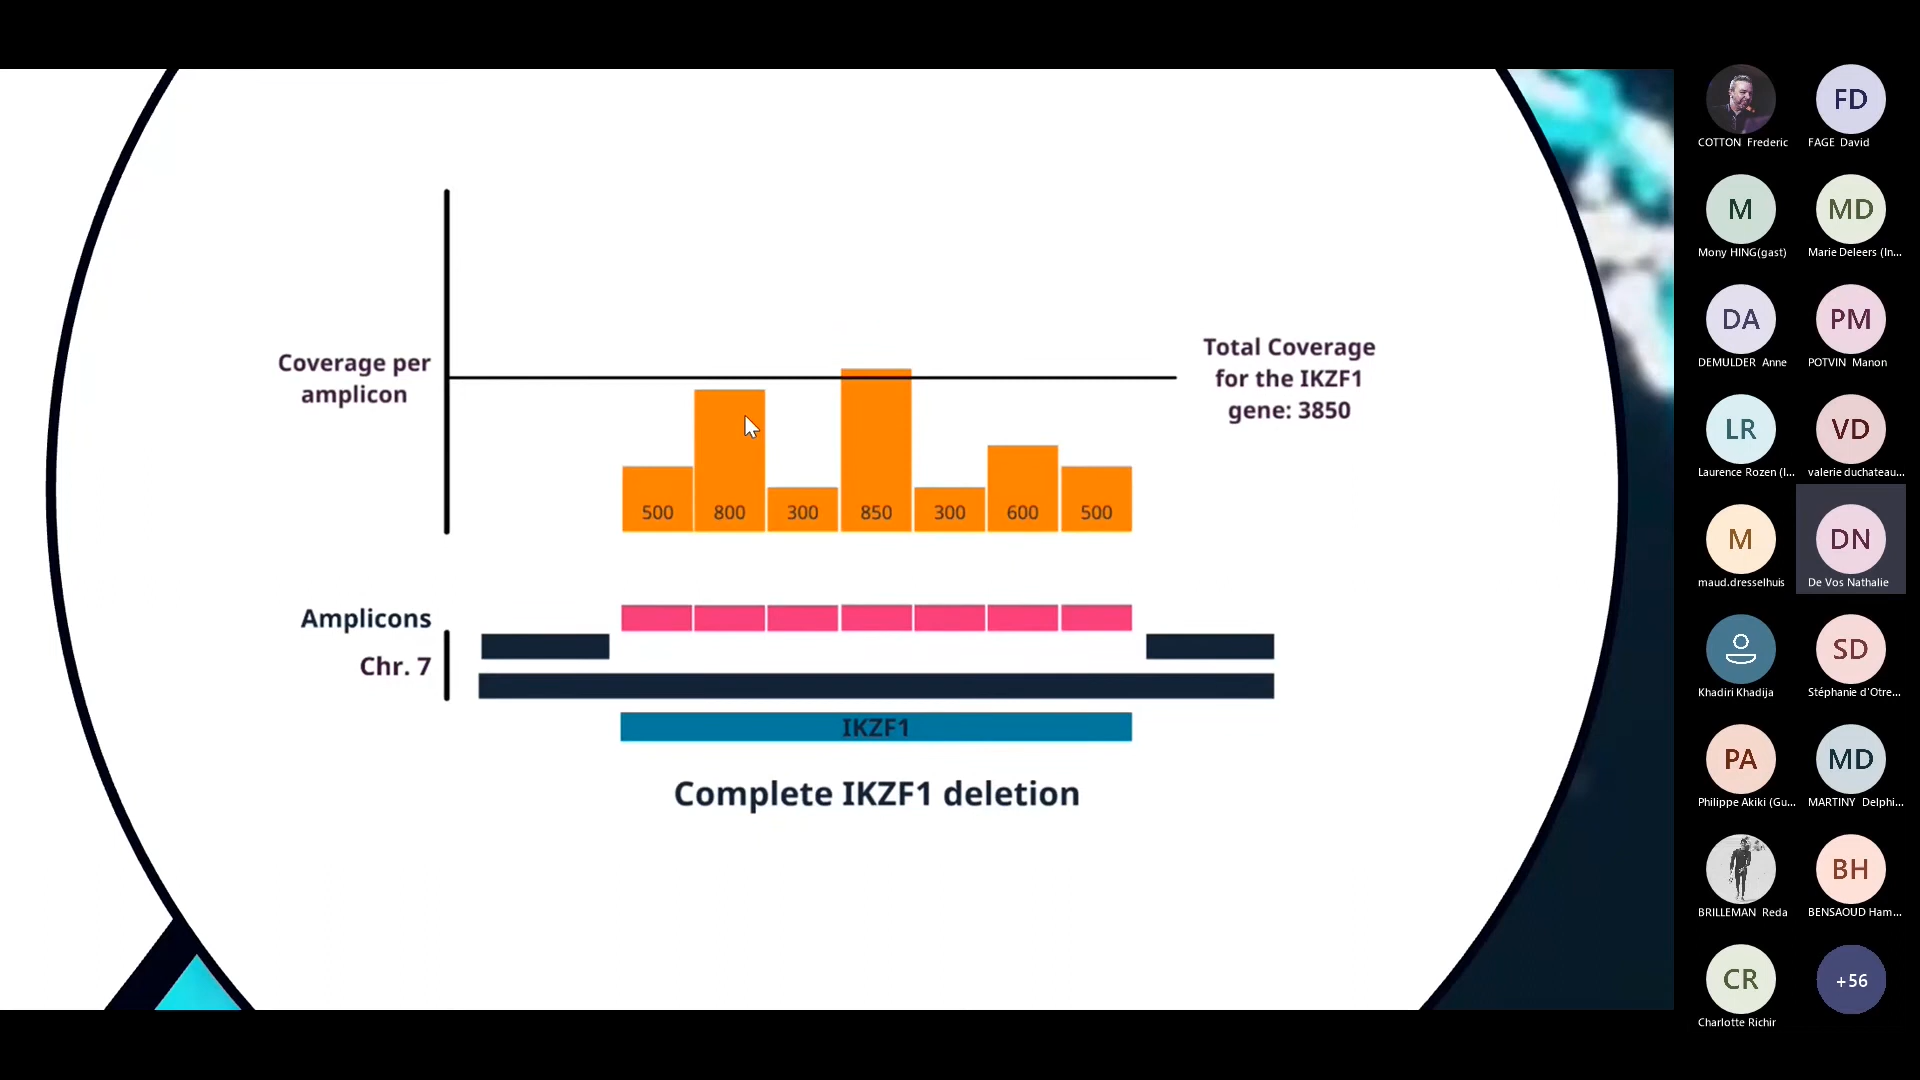 Coverage per
amplicon
Total Coverage
for the IKZF1
gene: 3850
500
800
300
850
300
600
500
Amplicons
Chr. 7
IKZF1
Complete IKZF1 deletion
COTTON Frederic
FD
FAGE David
M
Mony HING(gast)
MD
Marie Deleers (In...
DA
DEMULDER Anne
PM
POTVIN Manon
LR
Laurence Rozen (I...
VD
valerie duchateau...
M
maud.dresselhuis
DN
De Vos Nathalie
Khadiri Khadija
SD
Stéphanie d'Otre...
PA
Philippe Akiki (Gu...
MD
MARTINY Delphi...
BRILLEMAN Reda
BH
BENSAOUD Ham...
CR
Charlotte Richir
+56